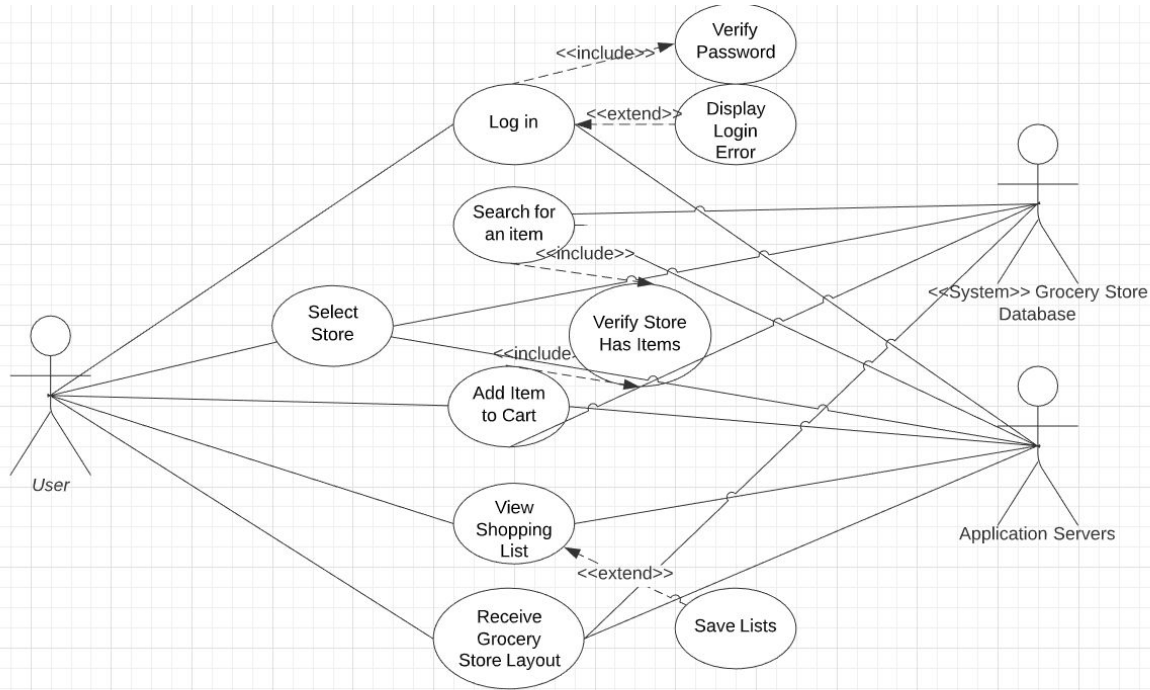 Verify
Password
<<include>>
Log in
<<extend>>
Display
Login
Error
Search for
an item
<<include>>
Select
Store
Verify Store
Has Items
<<System>> Grocery Store
Database
<<include
Add Item
to Cart
User
View
Shopping
List
Application Servers
<<extend>>
Receive
Grocery
Store Layout
Save Lists